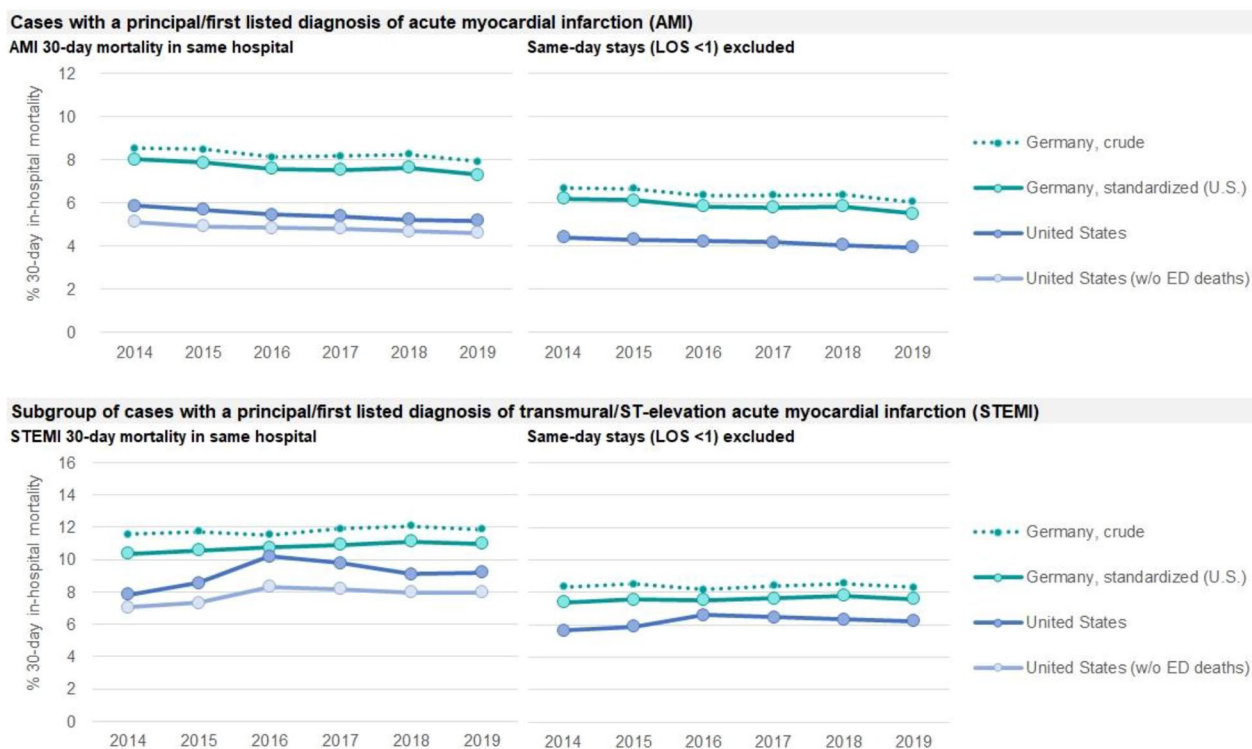 Cases with a principal/first listed diagnosis of acute myocardial infarction (AMI)
AMI 30-day mortality in same hospital
Same-day stays (LOS <1) excluded
% 30-day in-hospital mortality
12
10
8
6
4
2
0
2014 2015 2016 2017 2018 2019
2014 2015 2016 2017 2018 2019
Germany, crude
Germany, standardized (U.S.)
United States
United States (w/o ED deaths)
Subgroup of cases with a principal/first listed diagnosis of transmural/ST-elevation acute myocardial infarction (STEMI)
STEMI 30-day mortality in same hospital
Same-day stays (LOS <1) excluded
% 30-day in-hospital mortality
16
14
12
10
8
6
4
2
0
2014 2015 2016 2017 2018 2019
2014 2015 2016 2017 2018 2019
Germany, crude
Germany, standardized (U.S.)
United States
United States (w/o ED deaths)